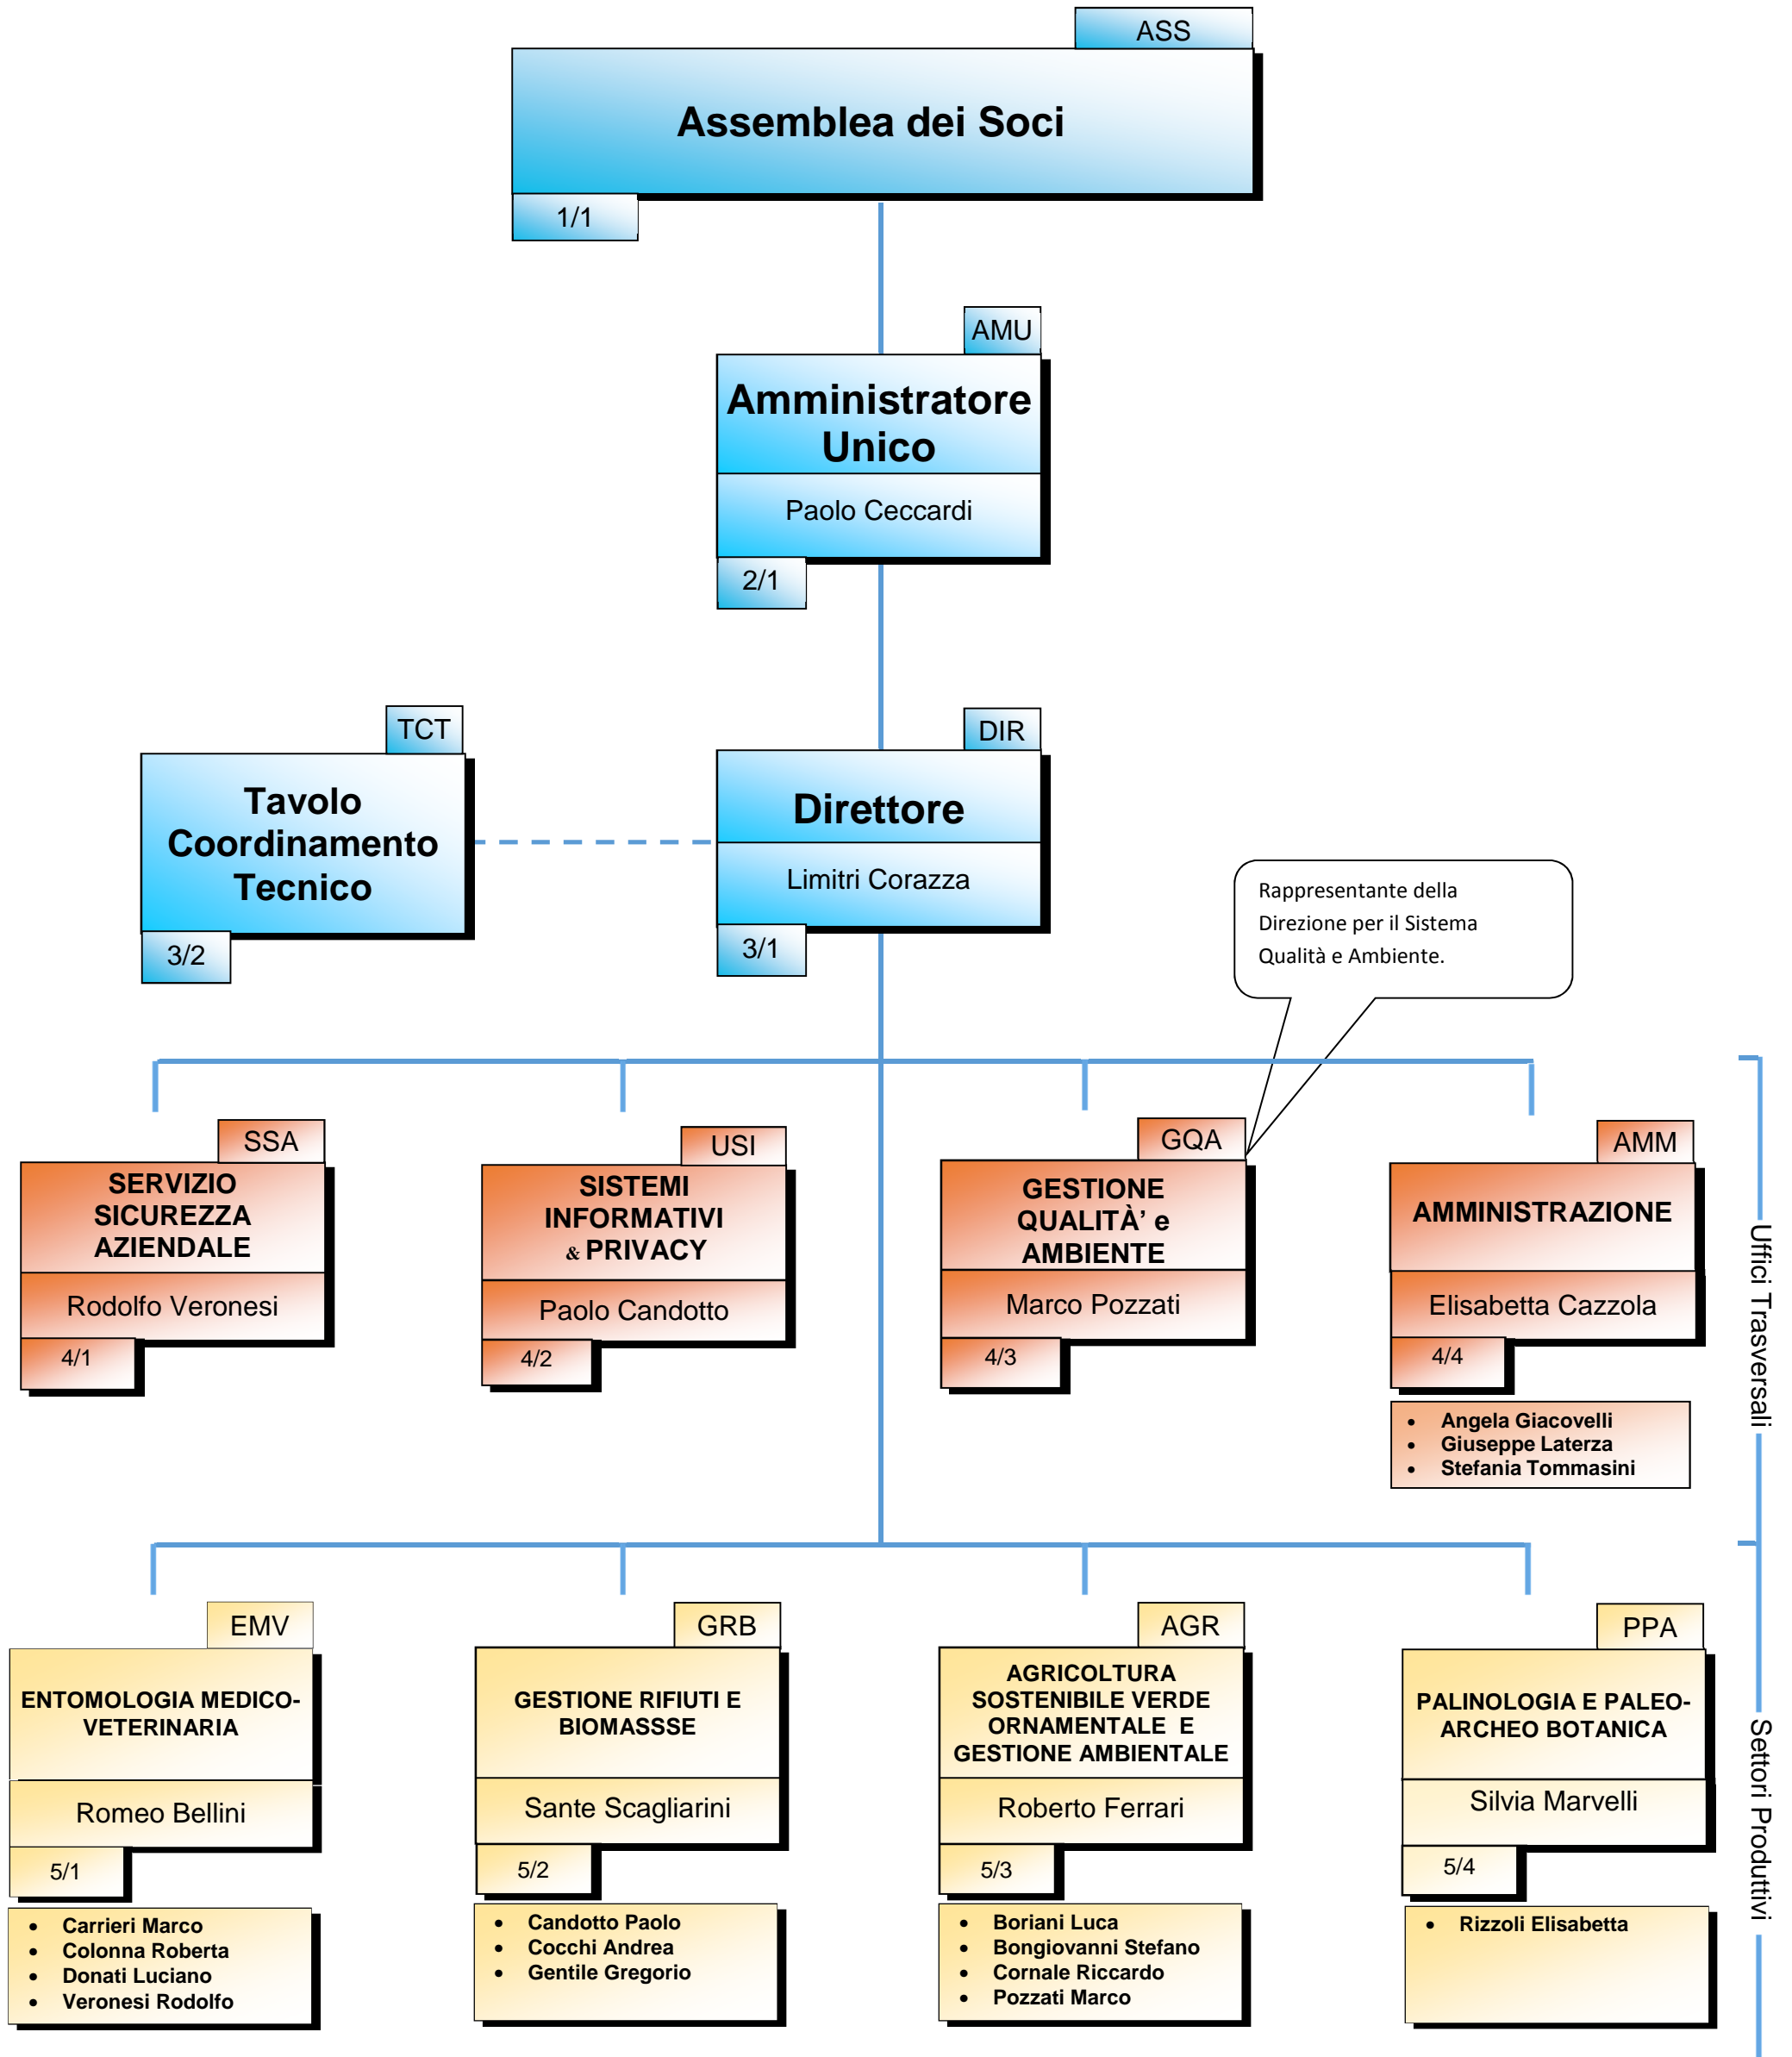 ASS
Assemblea dei Soci
1/1
AMU
Amministratore
Unico
Paolo Ceccardi
2/1
TCT
Tavolo
Coordinamento
Tecnico
3/2
DIR
Direttore
Limitri Corazza
3/1
Rappresentante della
Direzione per il Sistema
Qualità e Ambiente.
SSA
SERVIZIO
SICUREZZA
AZIENDALE
Rodolfo Veronesi
4/1
USI
SISTEMI
INFORMATIVI
& PRIVACY
Paolo Candotto
4/2
GQA
GESTIONE
QUALITÀ’ e
AMBIENTE
Marco Pozzati
4/3
AMM
AMMINISTRAZIONE
Elisabetta Cazzola
4/4
• Angela Giacovelli
• Giuseppe Laterza
• Stefania Tommasini
Uffici Trasversali
EMV
ENTOMOLOGIA MEDICO-
VETERINARIA
Romeo Bellini
5/1
• Carrieri Marco
• Colonna Roberta
• Donati Luciano
• Veronesi Rodolfo
GRB
GESTIONE RIFIUTI E
BIOMASSSE
Sante Scagliarini
5/2
• Candotto Paolo
• Cocchi Andrea
• Gentile Gregorio
AGR
AGRICOLTURA
SOSTENIBILE VERDE
ORNAMENTALE E
GESTIONE AMBIENTALE
Roberto Ferrari
5/3
• Boriani Luca
• Bongiovanni Stefano
• Cornale Riccardo
• Pozzati Marco
PPA
PALINOLOGIA E PALEO-
ARCHEO BOTANICA
Silvia Marvelli
5/4
• Rizzoli Elisabetta
Settori Produttivi